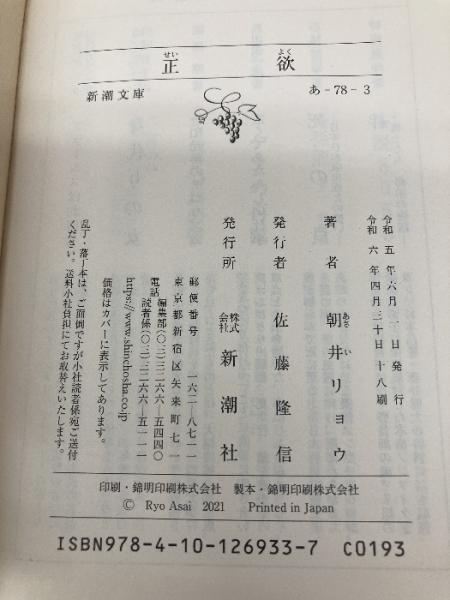 正欲
せいよく
新潮文庫
あ-78-3
令和五年六月一日発行
令和六年四月三十日十八刷
著者 朝井リョウ
あさい
発行者 佐藤隆信
発行所 株式会社 新潮社
郵便番号 一六二―八七一一
東京都新宿区矢来町七一
電話 編集部(〇三)三二六六―五四四〇
読者係(〇三)三二六六―五一一一
https://www.shinchosha.co.jp
価格はカバーに表示してあります。
乱丁・落丁本は、ご面倒ですが小社読者係宛ご送付
ください。送料小社負担にてお取替えいたします。
印刷・錦明印刷株式会社 製本・錦明印刷株式会社
© Ryo Asai 2021 Printed in Japan
ISBN978-4-10-126933-7 C0193